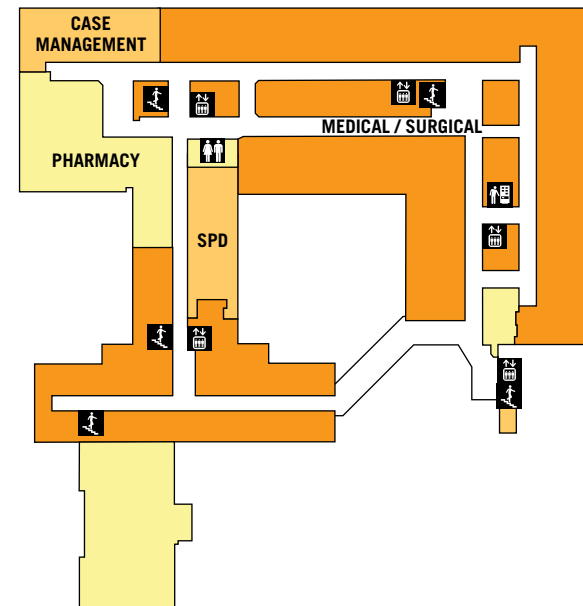 CASE
MANAGEMENT
MEDICAL / SURGICAL
PHARMACY
SPD